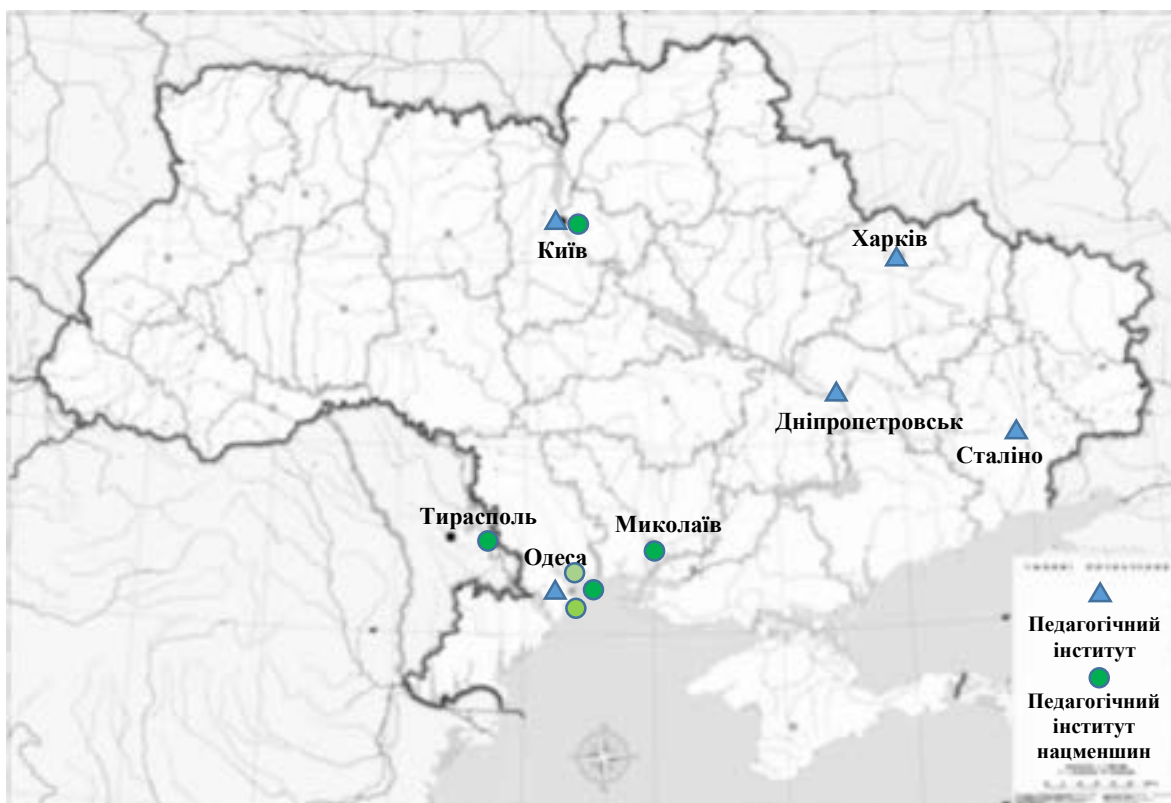 Київ
Харків
Дніпропетровськ
Сталіно
Тирасполь
Миколаїв
Одеса
Педагогічний
інститут
Педагогічний
інститут
нацменшин